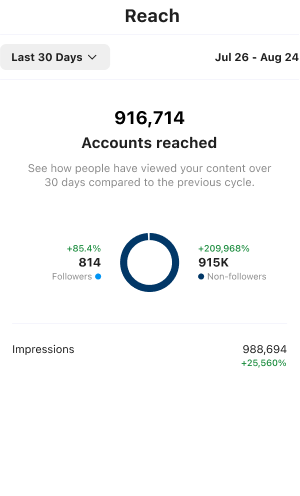 Reach
Last 30 Days
Jul 26 - Aug 24
916,714
Accounts reached
See how people have viewed your content over
30 days compared to the previous cycle.
+85.4%
814
Followers
+209,968%
915K
Non-followers
Impressions
988,694
+25,560%